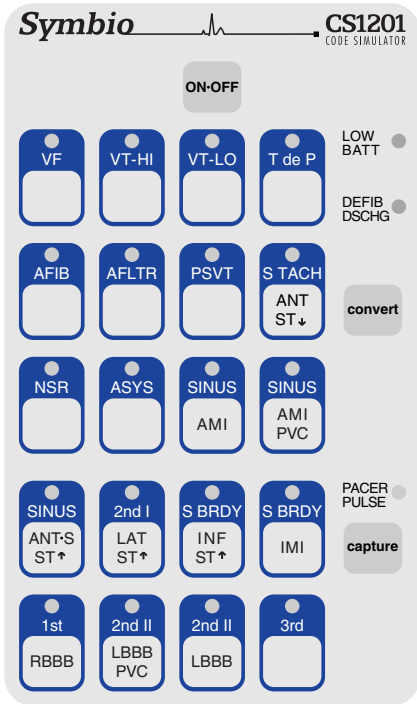 Symbio
CS1201
CODE SIMULATOR
ON•OFF
LOW
BATT
VF
VT-HI
VT-LO
T de P
DEFIB
DSCHG
AFIB
AFLTR
PSVT
S TACH
ANT
ST↓
convert
NSR
ASYS
SINUS
AMI
SINUS
AMI
PVC
PACER
PULSE
SINUS
ANT•S
ST↑
2nd I
LAT
ST↑
S BRDY
INF
ST↑
S BRDY
IMI
capture
1st
RBBB
2nd II
LBBB
PVC
2nd II
LBBB
3rd